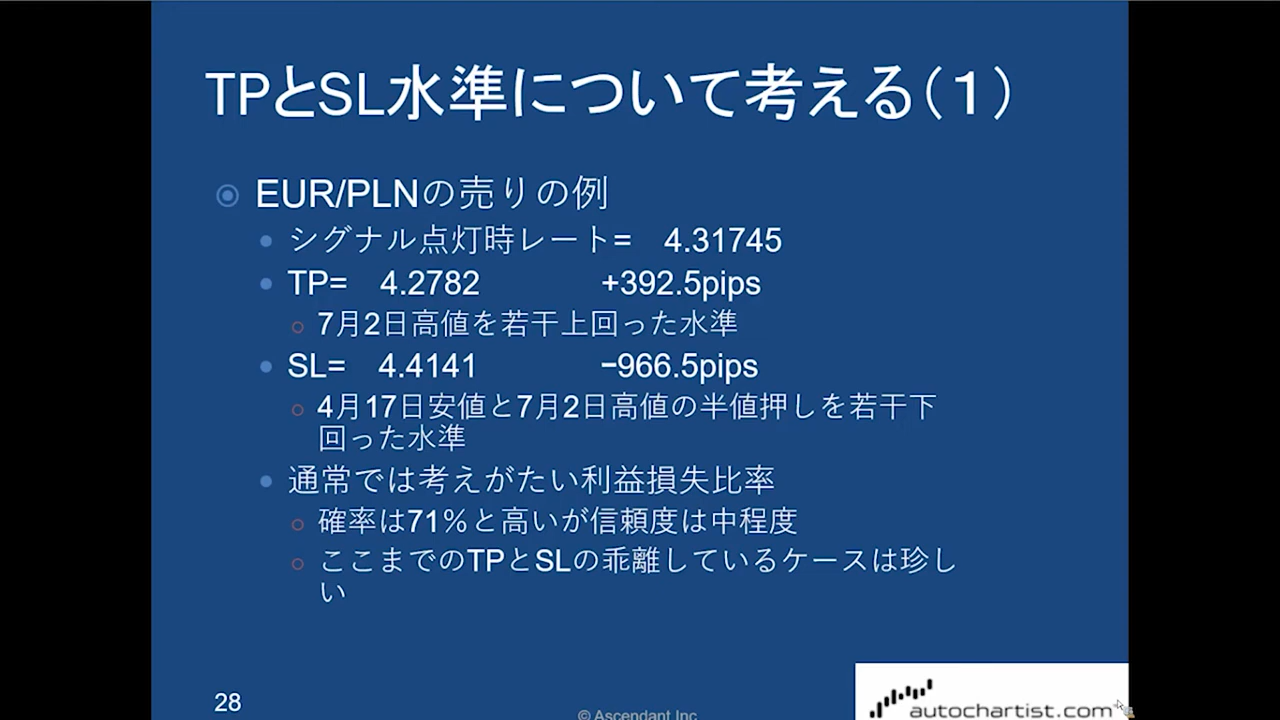 TPとSL水準について考える（１）
EUR/PLNの売りの例
シグナル点灯時レート=　4.31745
TP=　4.2782　+392.5pips
7月2日高値を若干上回った水準
SL=　4.4141　−966.5pips
4月17日安値と7月2日高値の半値押しを若干下
回った水準
通常では考えがたい利益損失比率
確率は71％と高いが信頼度は中程度
ここまでのTPとSLの乖離しているケースは珍し
い
28
© Ascendant Inc
autochartist.com